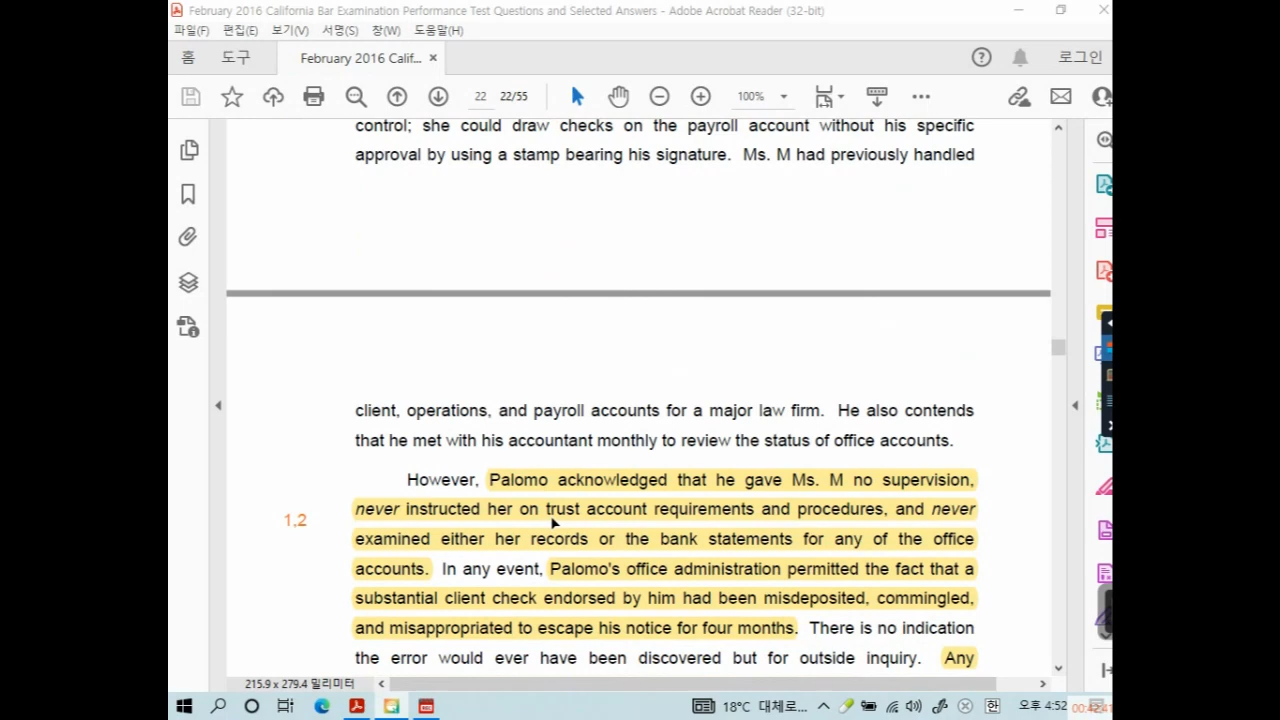 February 2016 California Bar Examination Performance Test Questions and Selected Answers - Adobe Acrobat Reader (32-bit)
파일(F) 편집(E) 보기(V) 서명(S) 창(W) 도움말(H)
홈 도구 February 2016 Calif... × 로그인
22 22/55 100%
control; she could draw checks on the payroll account without his specific
approval by using a stamp bearing his signature. Ms. M had previously handled
client, operations, and payroll accounts for a major law firm. He also contends
that he met with his accountant monthly to review the status of office accounts.
However, Palomo acknowledged that he gave Ms. M no supervision,
never instructed her on trust account requirements and procedures, and never
1,2
examined either her records or the bank statements for any of the office
accounts. In any event, Palomo's office administration permitted the fact that a
substantial client check endorsed by him had been misdeposited, commingled,
and misappropriated to escape his notice for four months. There is no indication
the error would ever have been discovered but for outside inquiry. Any
215.9 x 279.4 밀리미터
18°C 대체로... 한 오후 4:52
00:42:41